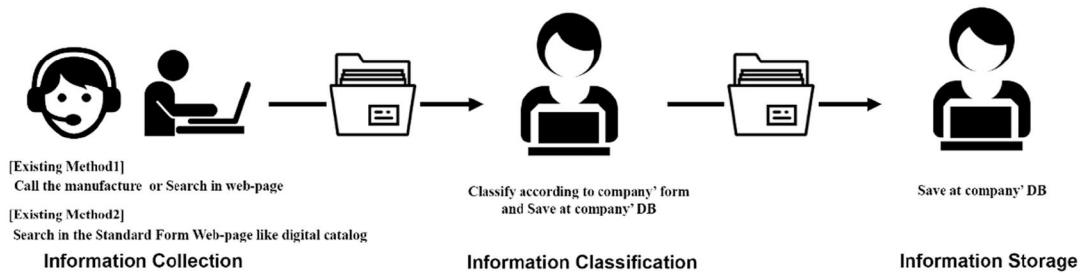 [Existing Method1]
Call the manufacture or Search in web-page
[Existing Method2]
Search in the Standard Form Web-page like digital catalog
Information Collection
Classify according to company' form
and Save at company' DB
Information Classification
Save at company' DB
Information Storage